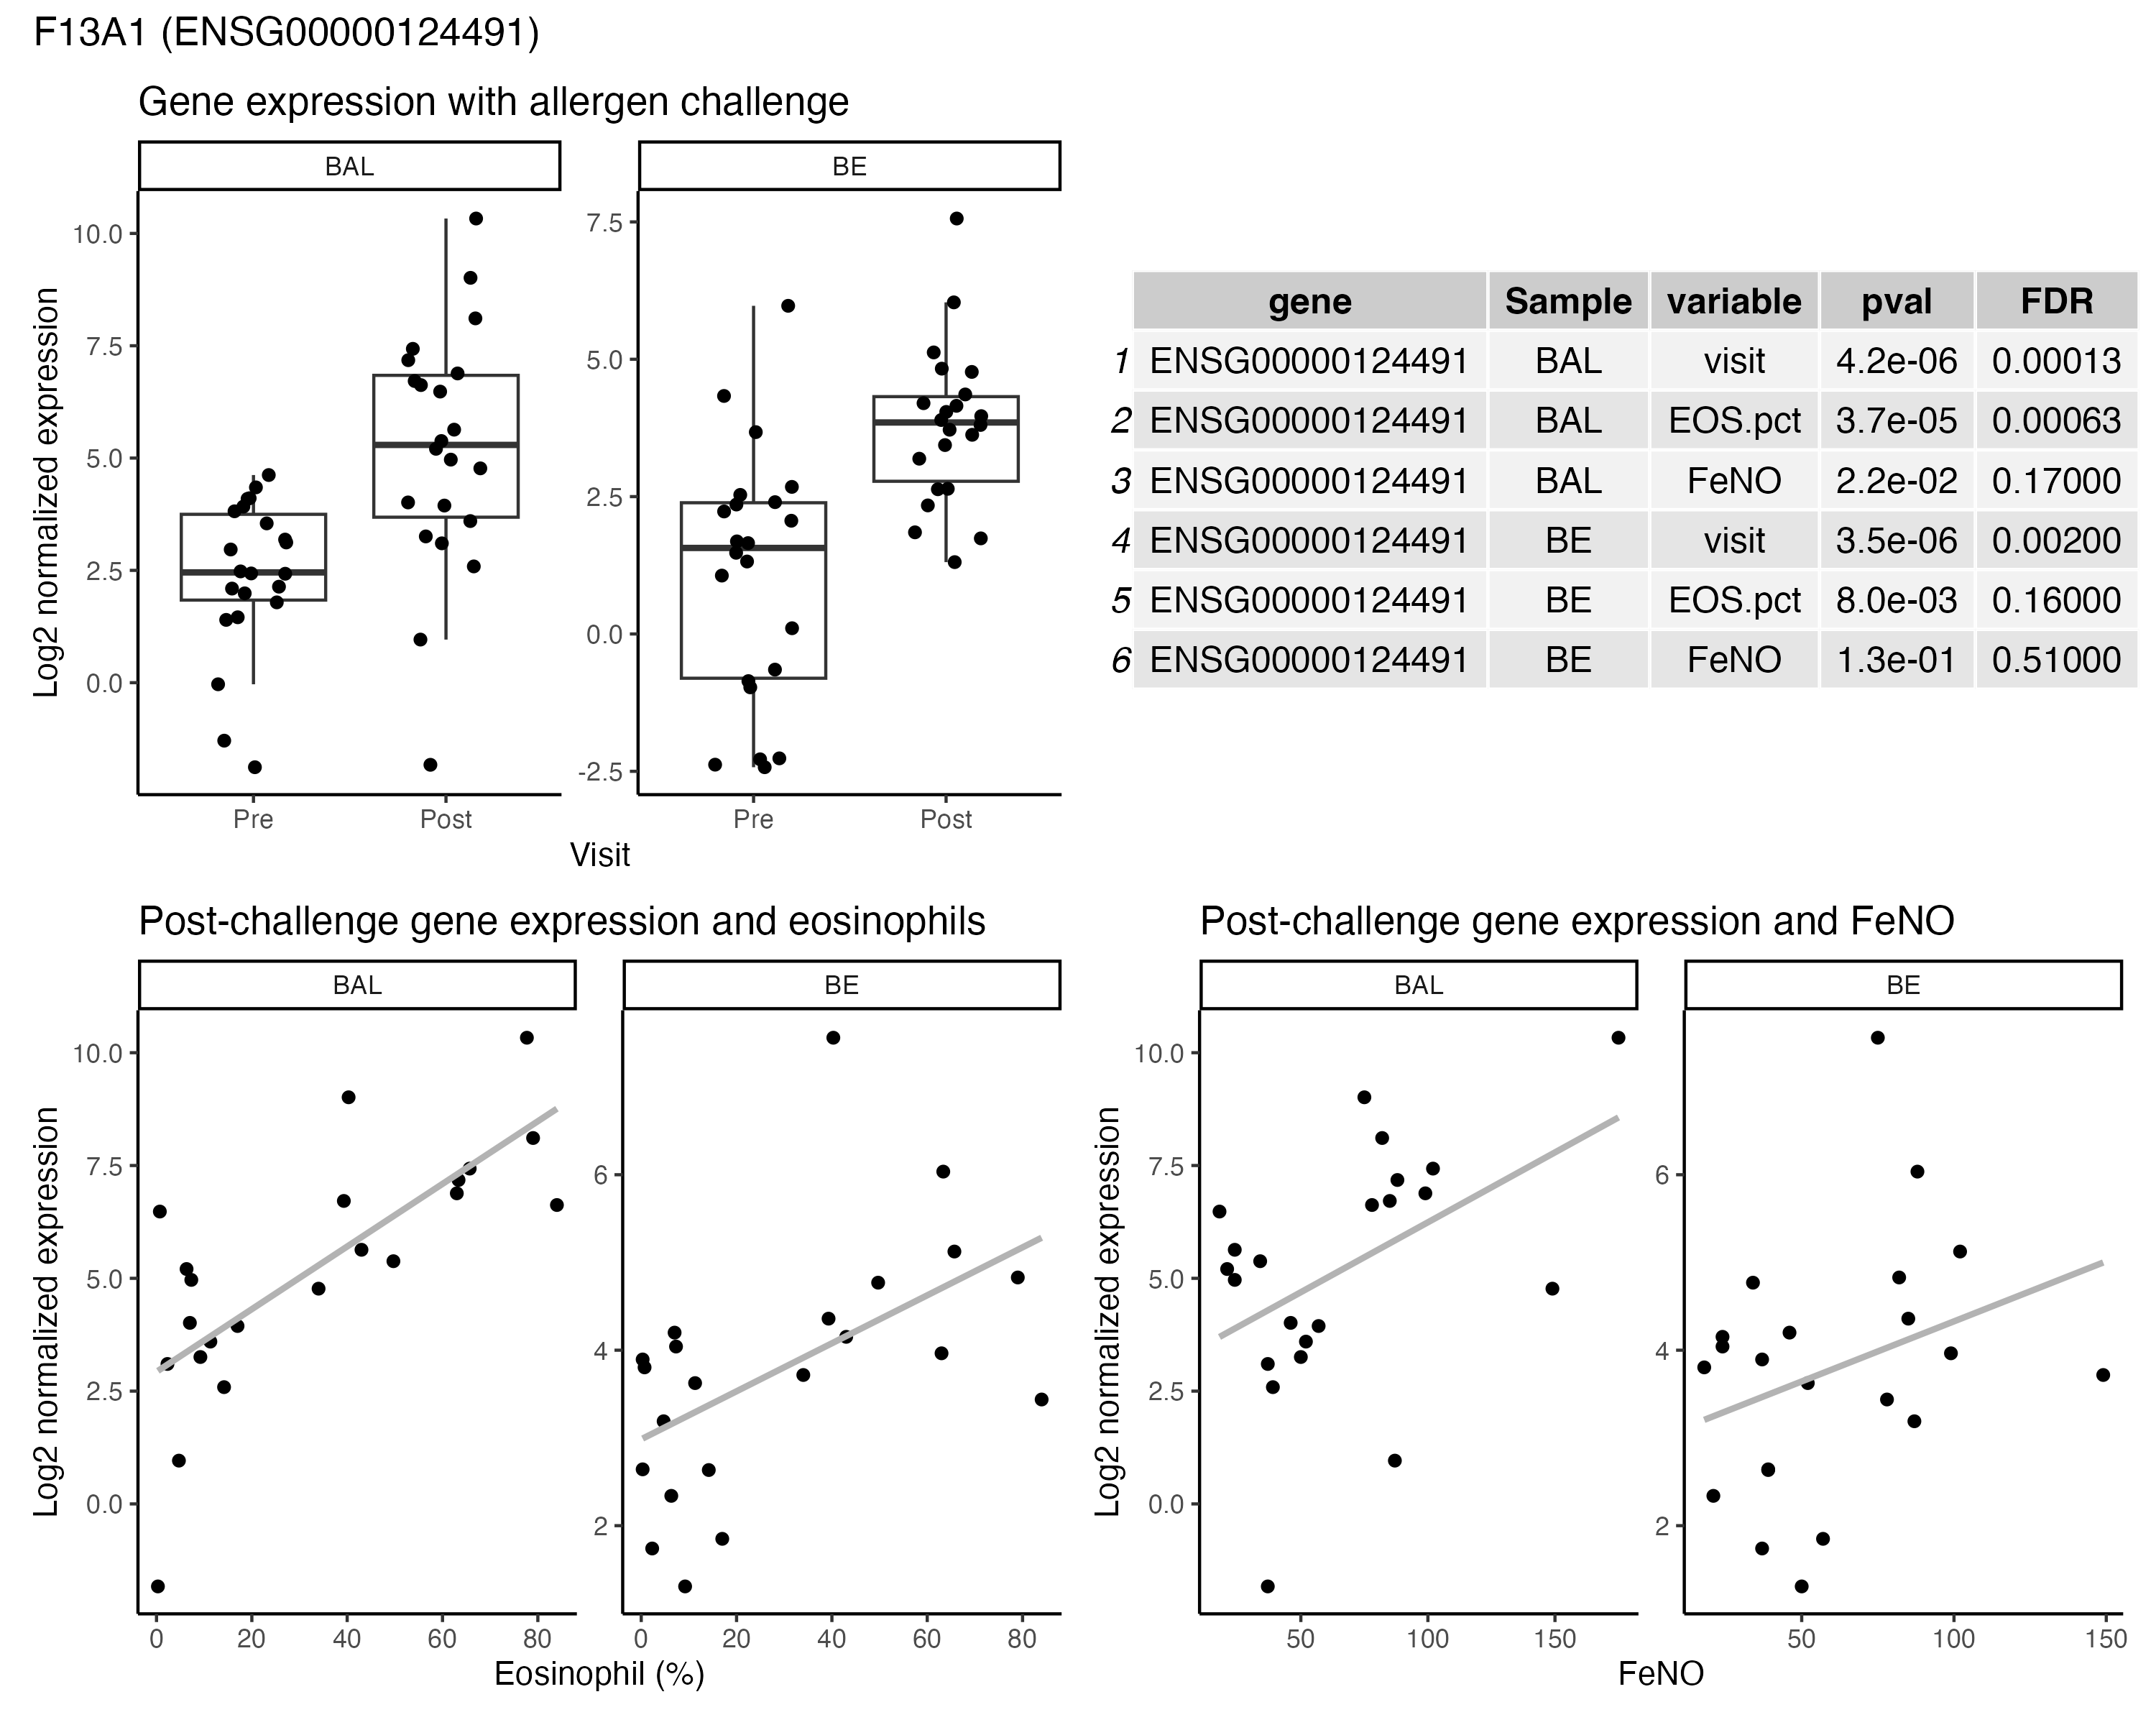 F13A1 (ENSG00000124491)
Gene expression with allergen challenge
BAL
BE
Log2 normalized expression
10.0
7.5
5.0
2.5
0.0
7.5
5.0
2.5
0.0
-2.5
Pre
Post
Pre
Post
Visit
gene Sample variable pval FDR
1 ENSG00000124491 BAL visit 4.2e-06 0.00013
2 ENSG00000124491 BAL EOS.pct 3.7e-05 0.00063
3 ENSG00000124491 BAL FeNO 2.2e-02 0.17000
4 ENSG00000124491 BE visit 3.5e-06 0.00200
5 ENSG00000124491 BE EOS.pct 8.0e-03 0.16000
6 ENSG00000124491 BE FeNO 1.3e-01 0.51000
Post-challenge gene expression and eosinophils
BAL
BE
Log2 normalized expression
10.0
7.5
5.0
2.5
0.0
6
4
2
0 20 40 60 80
0 20 40 60 80
Eosinophil (%)
Post-challenge gene expression and FeNO
BAL
BE
Log2 normalized expression
10.0
7.5
5.0
2.5
0.0
6
4
2
50 100 150
50 100 150
FeNO